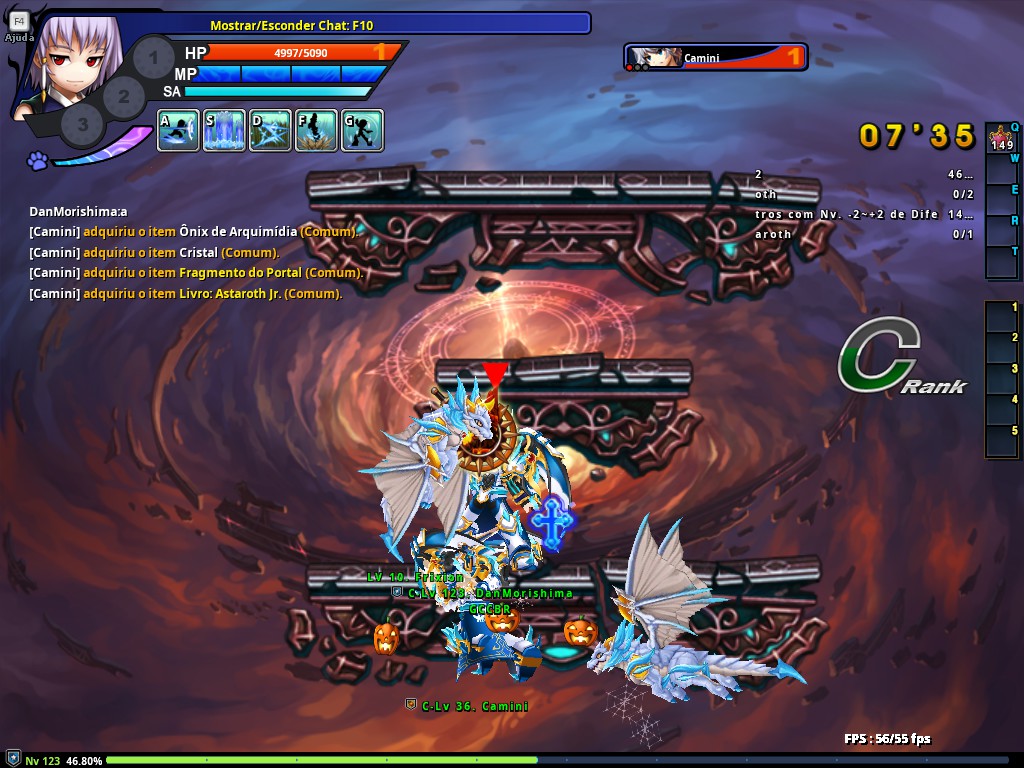 F4
Ajuda
Mostrar/Esconder Chat: F10
HP 4997/5090 1
MP
SA
1
2
3
A S D F G
Camini 1
07'35
Q
149
W
E
R
T
2 46...
oth 0/2
tros com Nv. -2~+2 de Dife 14...
aroth 0/1
DanMorishima:a
[Camini] adquiriu o item Ônix de Arquimídia (Comum).
[Camini] adquiriu o item Cristal (Comum).
[Camini] adquiriu o item Fragmento do Portal (Comum).
[Camini] adquiriu o item Livro: Astaroth Jr. (Comum).
1
2
3
4
5
C Rank
LV 10. Frizion
C-Lv 123. DanMorishima
GCCBR
C-Lv 36. Camini
FPS : 56/55 fps
Nv 123 46.80%